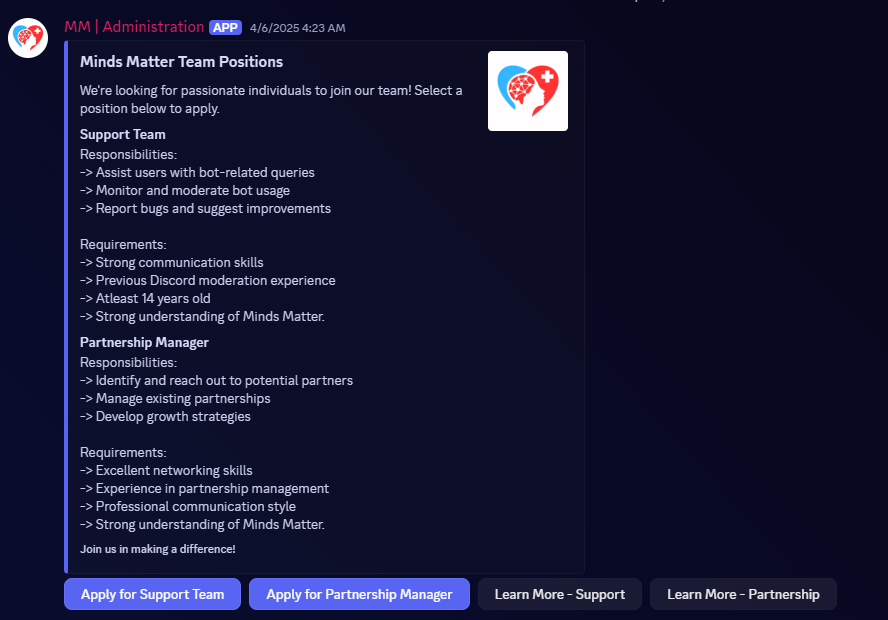 MM | Administration APP 4/6/2025 4:23 AM
Minds Matter Team Positions
We're looking for passionate individuals to join our team! Select a
position below to apply.
Support Team
Responsibilities:
-> Assist users with bot-related queries
-> Monitor and moderate bot usage
-> Report bugs and suggest improvements
Requirements:
-> Strong communication skills
-> Previous Discord moderation experience
-> Atleast 14 years old
-> Strong understanding of Minds Matter.
Partnership Manager
Responsibilities:
-> Identify and reach out to potential partners
-> Manage existing partnerships
-> Develop growth strategies
Requirements:
-> Excellent networking skills
-> Experience in partnership management
-> Professional communication style
-> Strong understanding of Minds Matter.
Join us in making a difference!
Apply for Support Team Apply for Partnership Manager Learn More - Support Learn More - Partnership